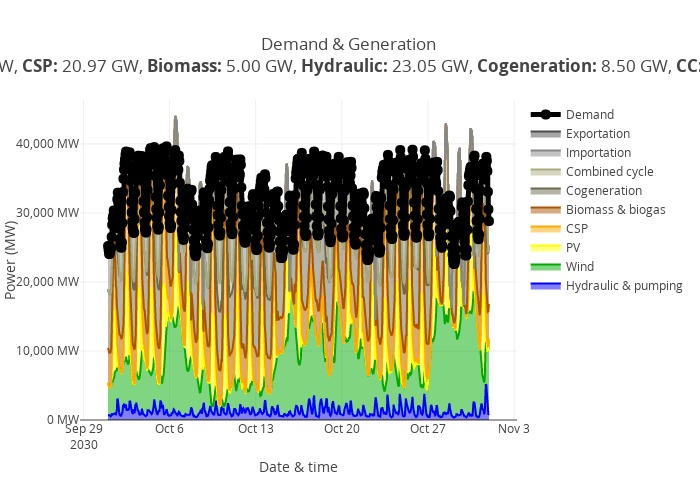 Demand & Generation
W, CSP: 20.97 GW, Biomass: 5.00 GW, Hydraulic: 23.05 GW, Cogeneration: 8.50 GW, CC:
Demand
Exportation
Importation
Combined cycle
Cogeneration
Biomass & biogas
CSP
PV
Wind
Hydraulic & pumping
Power (MW)
40,000 MW
30,000 MW
20,000 MW
10,000 MW
0 MW
Sep 29
2030
Oct 6
Oct 13
Oct 20
Oct 27
Nov 3
Date & time